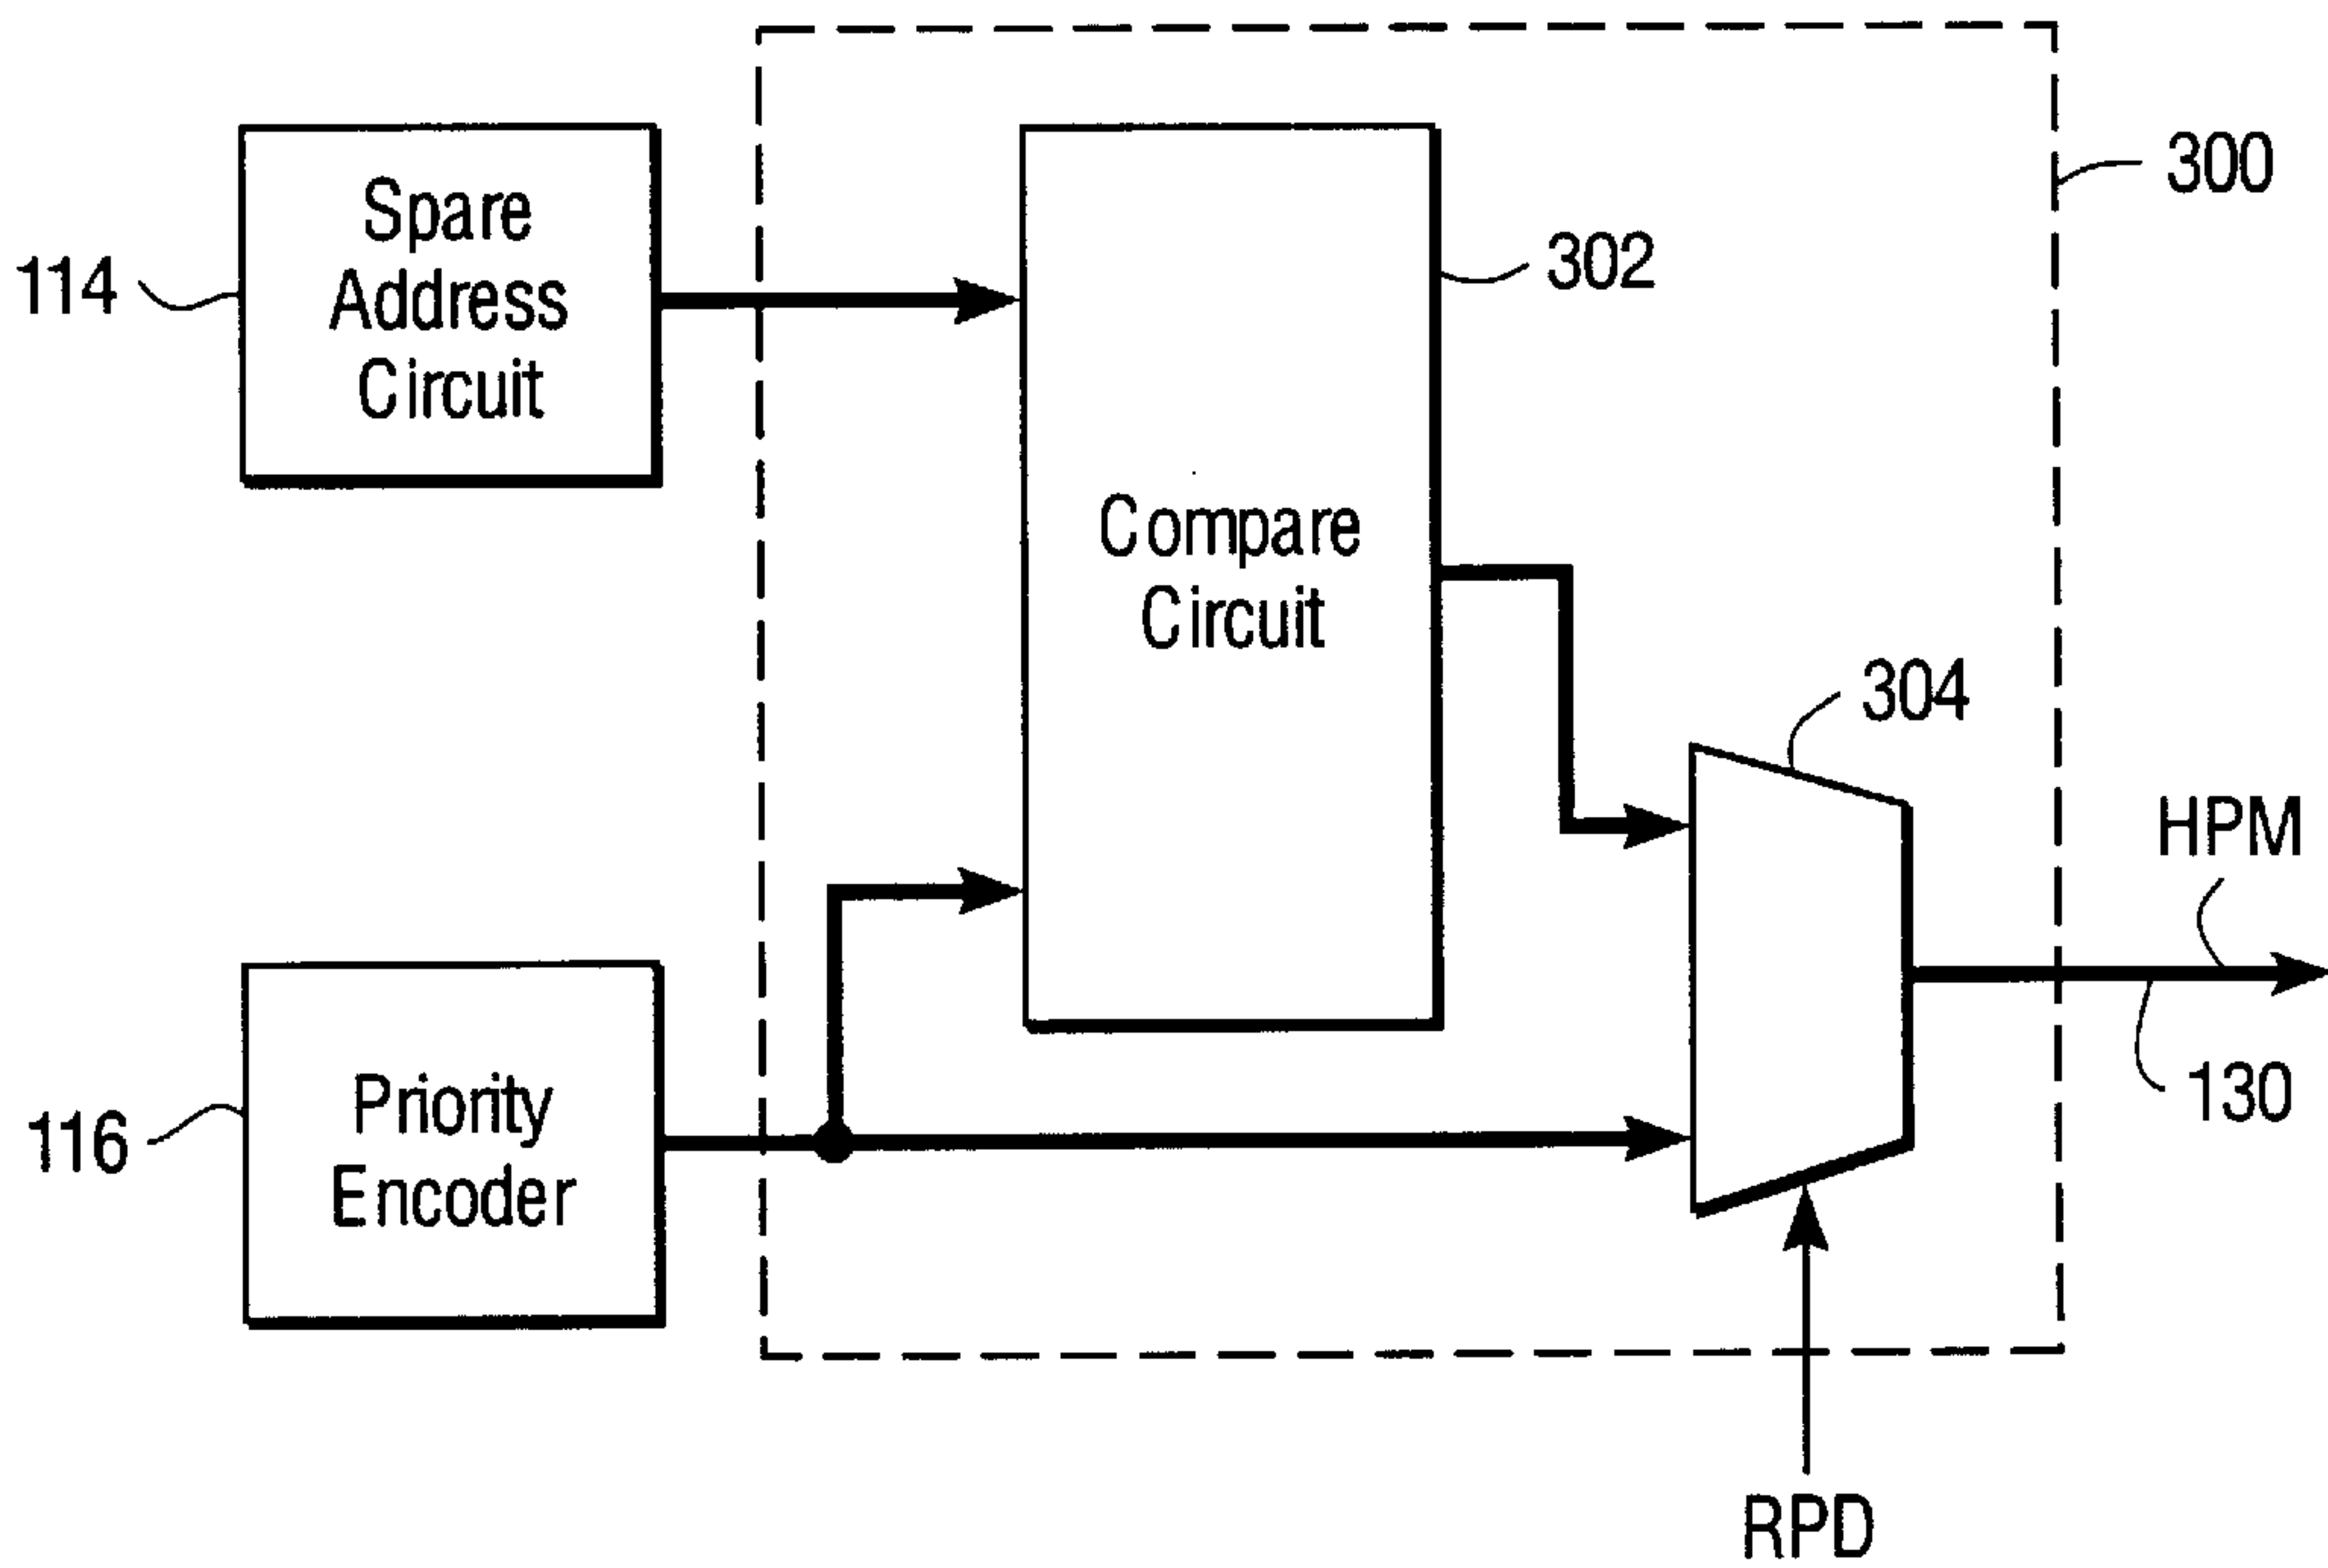 300
Spare
Address
Circuit
114
302
Compare
Circuit
304
HPM
130
Priority
Encoder
116
RPD